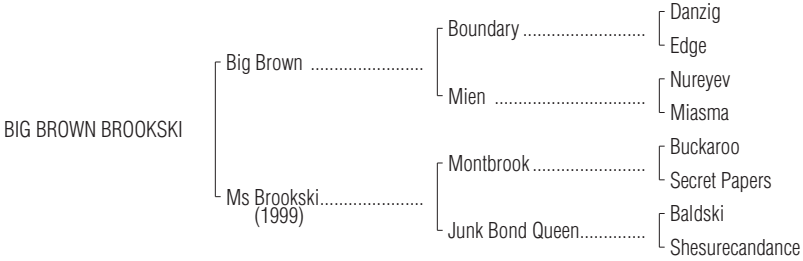 Danzig
Boundary ..........................
Edge
Big Brown ........................
Nureyev
Mien ................................
Miasma
BIG BROWN BROOKSKI
Buckaroo
Montbrook ........................
Secret Papers
Ms Brookski......................
(1999)
Baldski
Junk Bond Queen..............
Shesurecandance